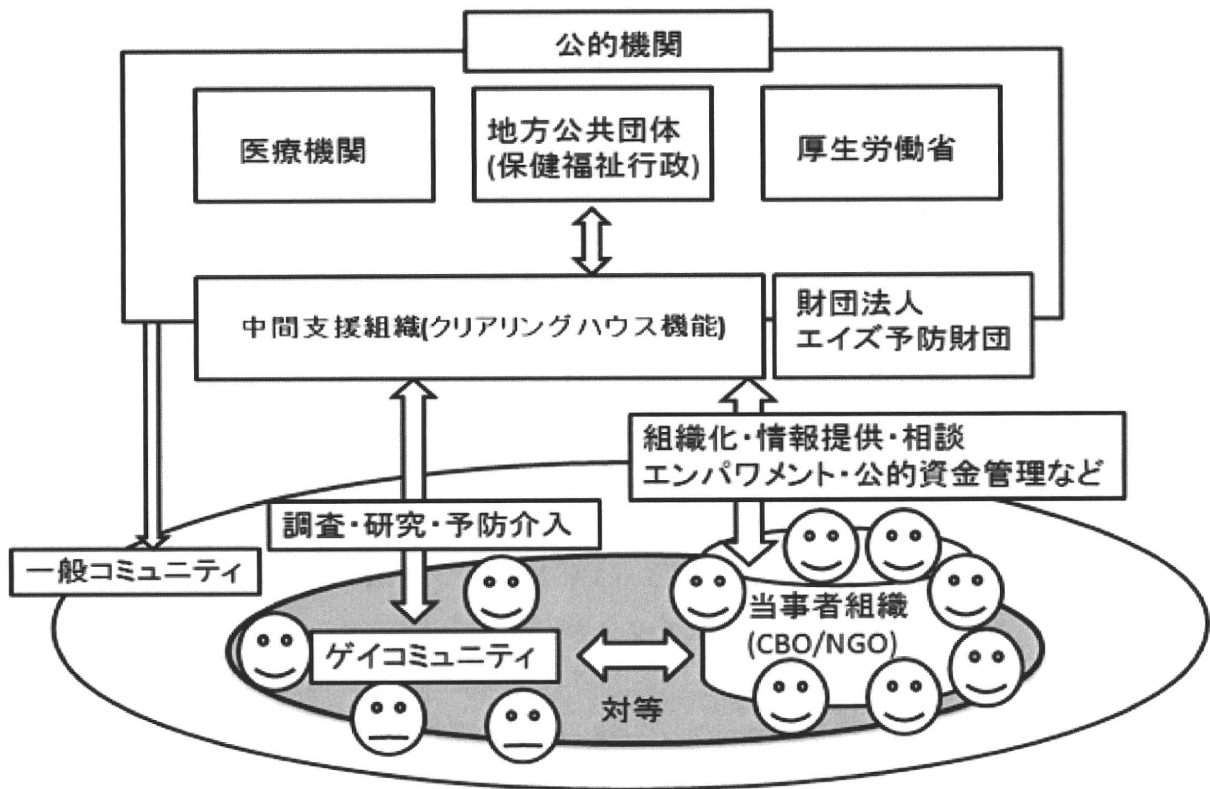 公的機関
医療機関
地方公共団体
(保健福祉行政)
厚生労働省
中間支援組織(クリアリングハウス機能)
財団法人
エイズ予防財団
組織化・情報提供・相談
エンパワメント・公的資金管理など
調査・研究・予防介入
一般コミュニティ
当事者組織
(CBO/NGO)
ゲイコミュニティ
対等